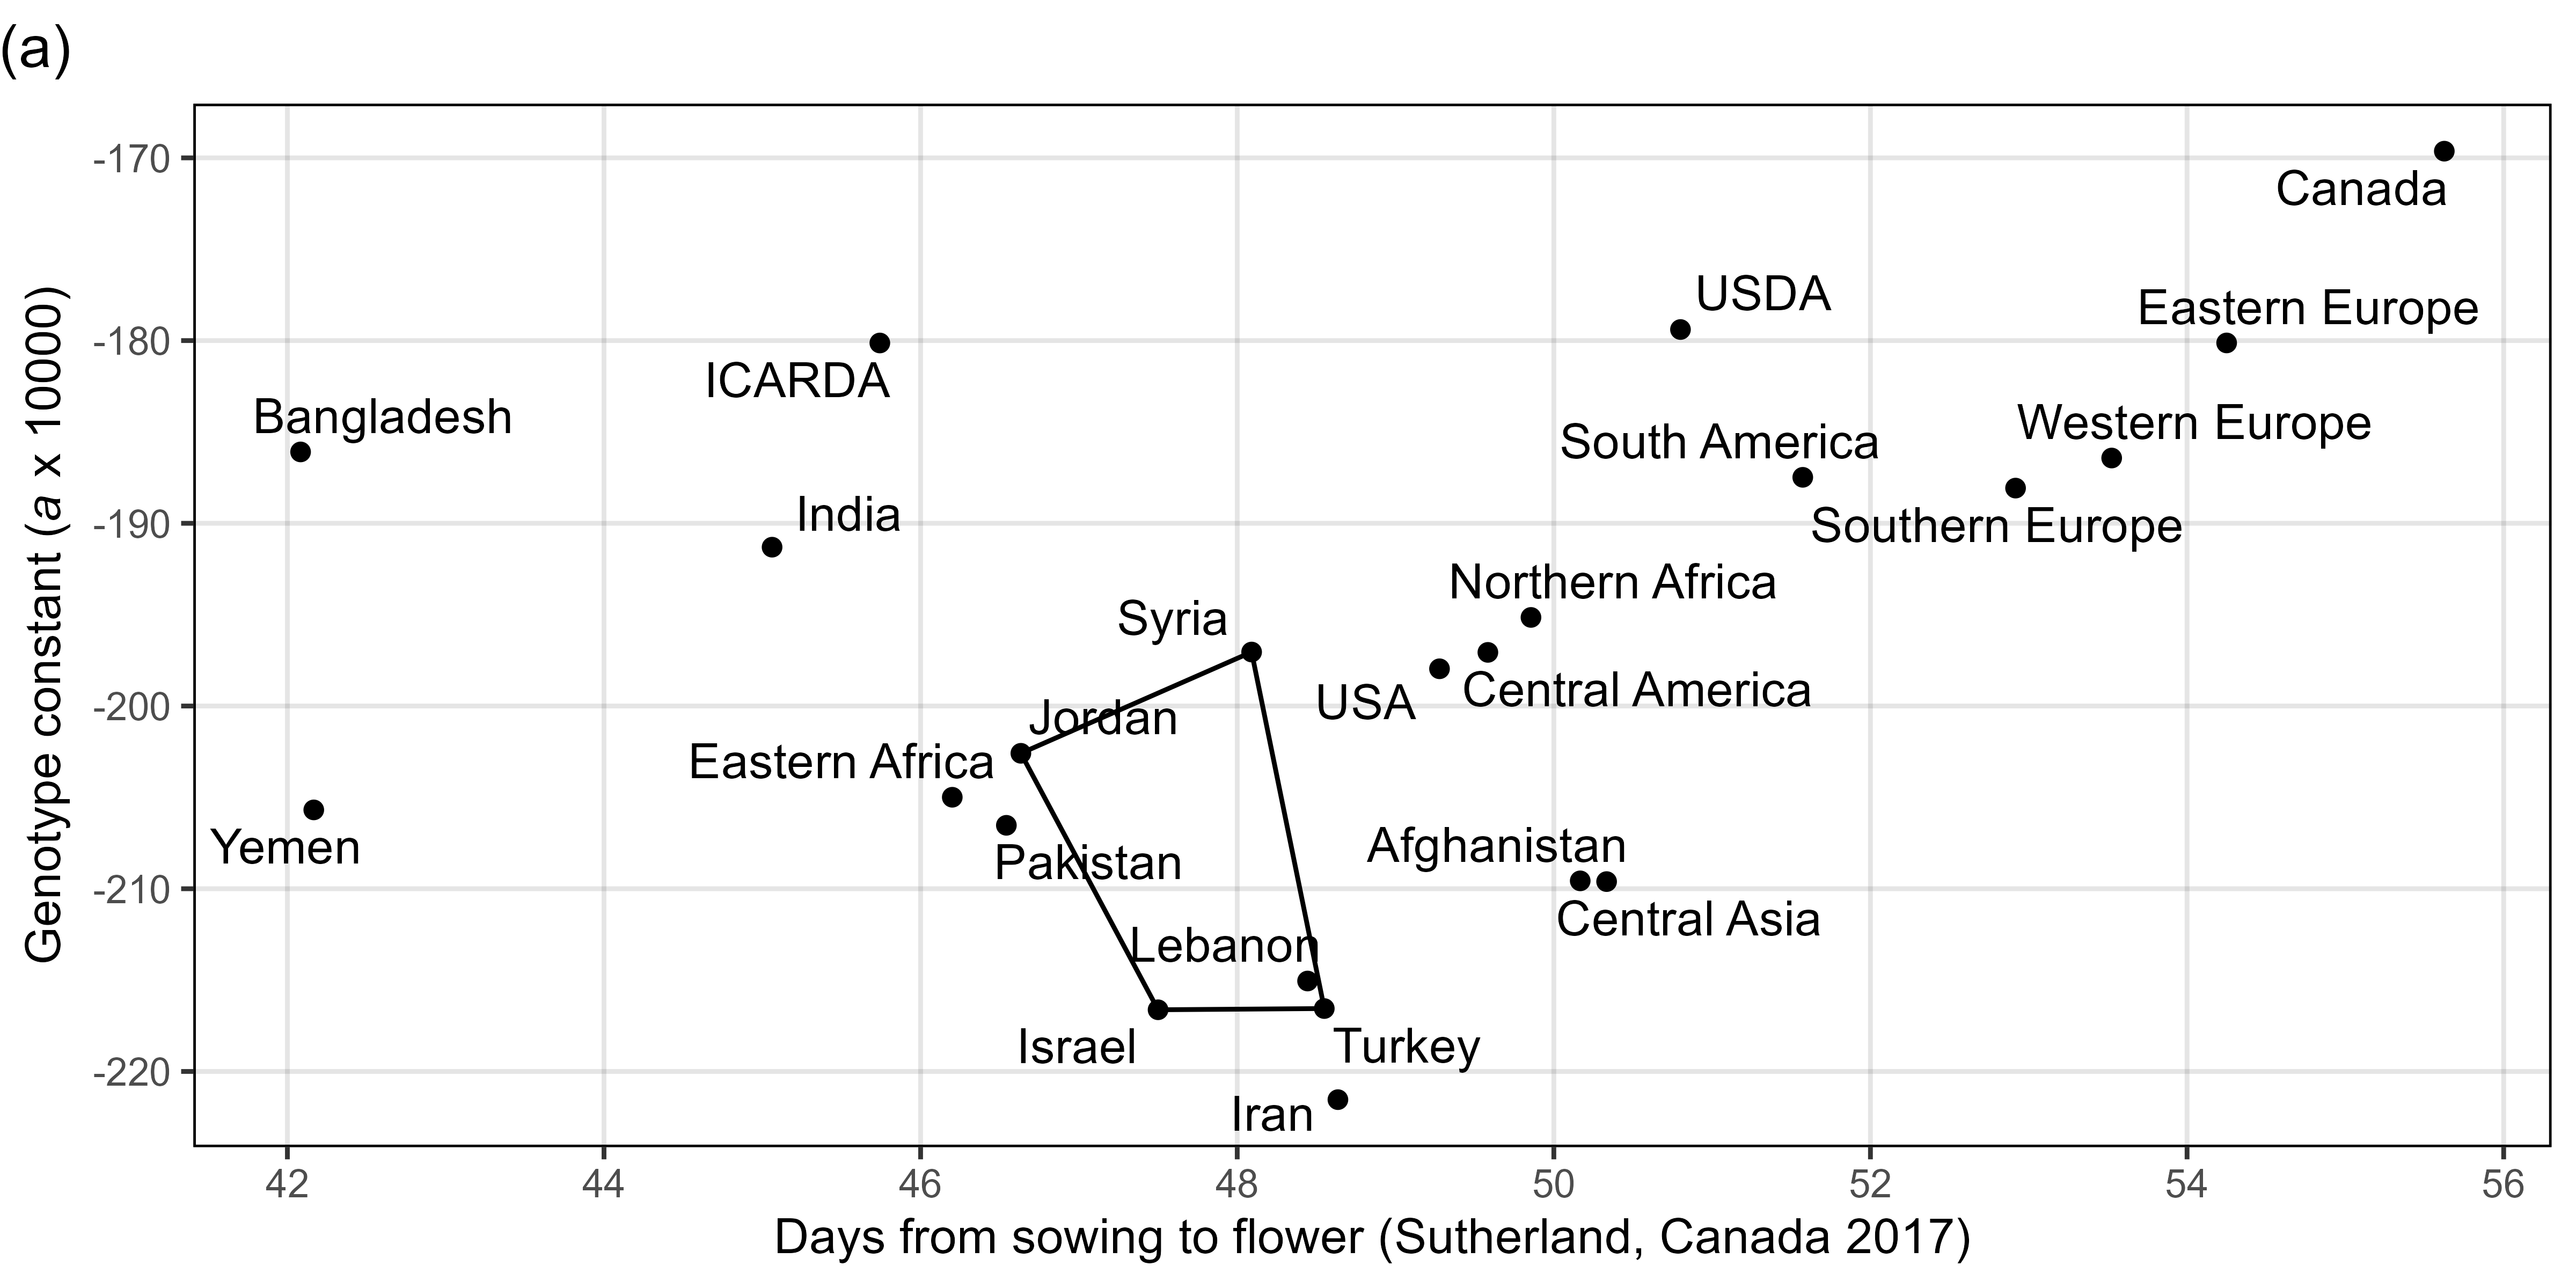 (a)
Genotype constant (a x 10000)
-170
-180
-190
-200
-210
-220
Canada
USDA
Eastern Europe
ICARDA
Bangladesh
Western Europe
South America
India
Southern Europe
Northern Africa
Syria
Central America
USA
Jordan
Eastern Africa
Yemen
Afghanistan
Pakistan
Central Asia
Lebanon
Israel
Turkey
Iran
42 44 46 48 50 52 54 56
Days from sowing to flower (Sutherland, Canada 2017)